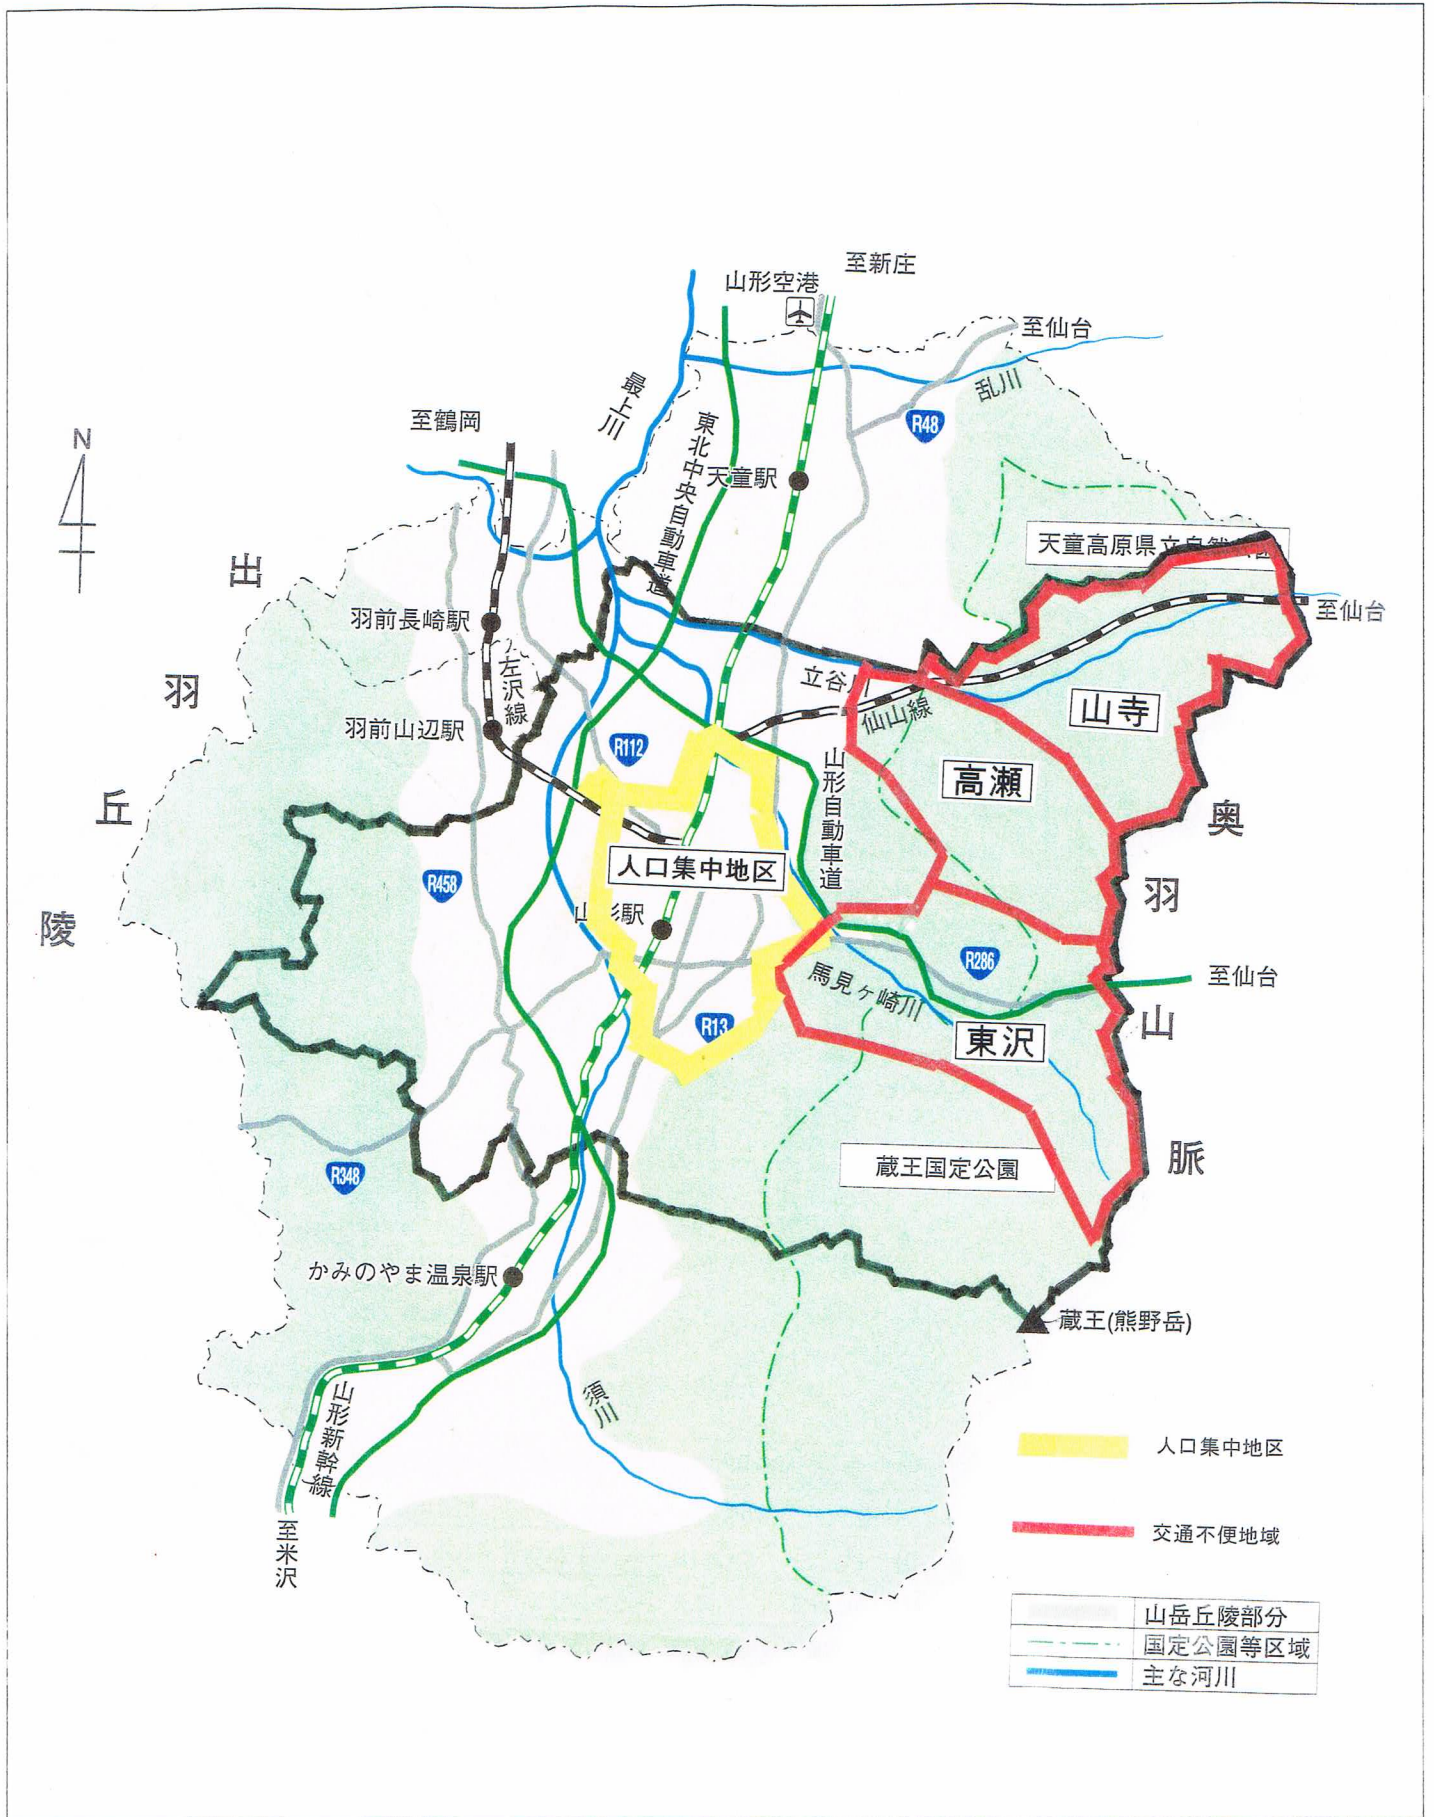 至新庄
山形空港
至仙台
乱川
最上川
至鶴岡
R48
東北中央自動車道
天童駅
N
天童高原県立自然
出
羽
丘
陵
至仙台
羽前長崎駅
左沢線
立谷川
仙山線
山寺
羽前山辺駅
R112
山形自動車道
高瀬
奥
羽
山
脈
人口集中地区
R458
山形駅
R286
至仙台
馬見ヶ崎川
R13
東沢
蔵王国定公園
R348
かみのやま温泉駅
蔵王(熊野岳)
須川
山形新幹線
至米沢
人口集中地区
交通不便地域
山岳丘陵部分
国定公園等区域
主な河川